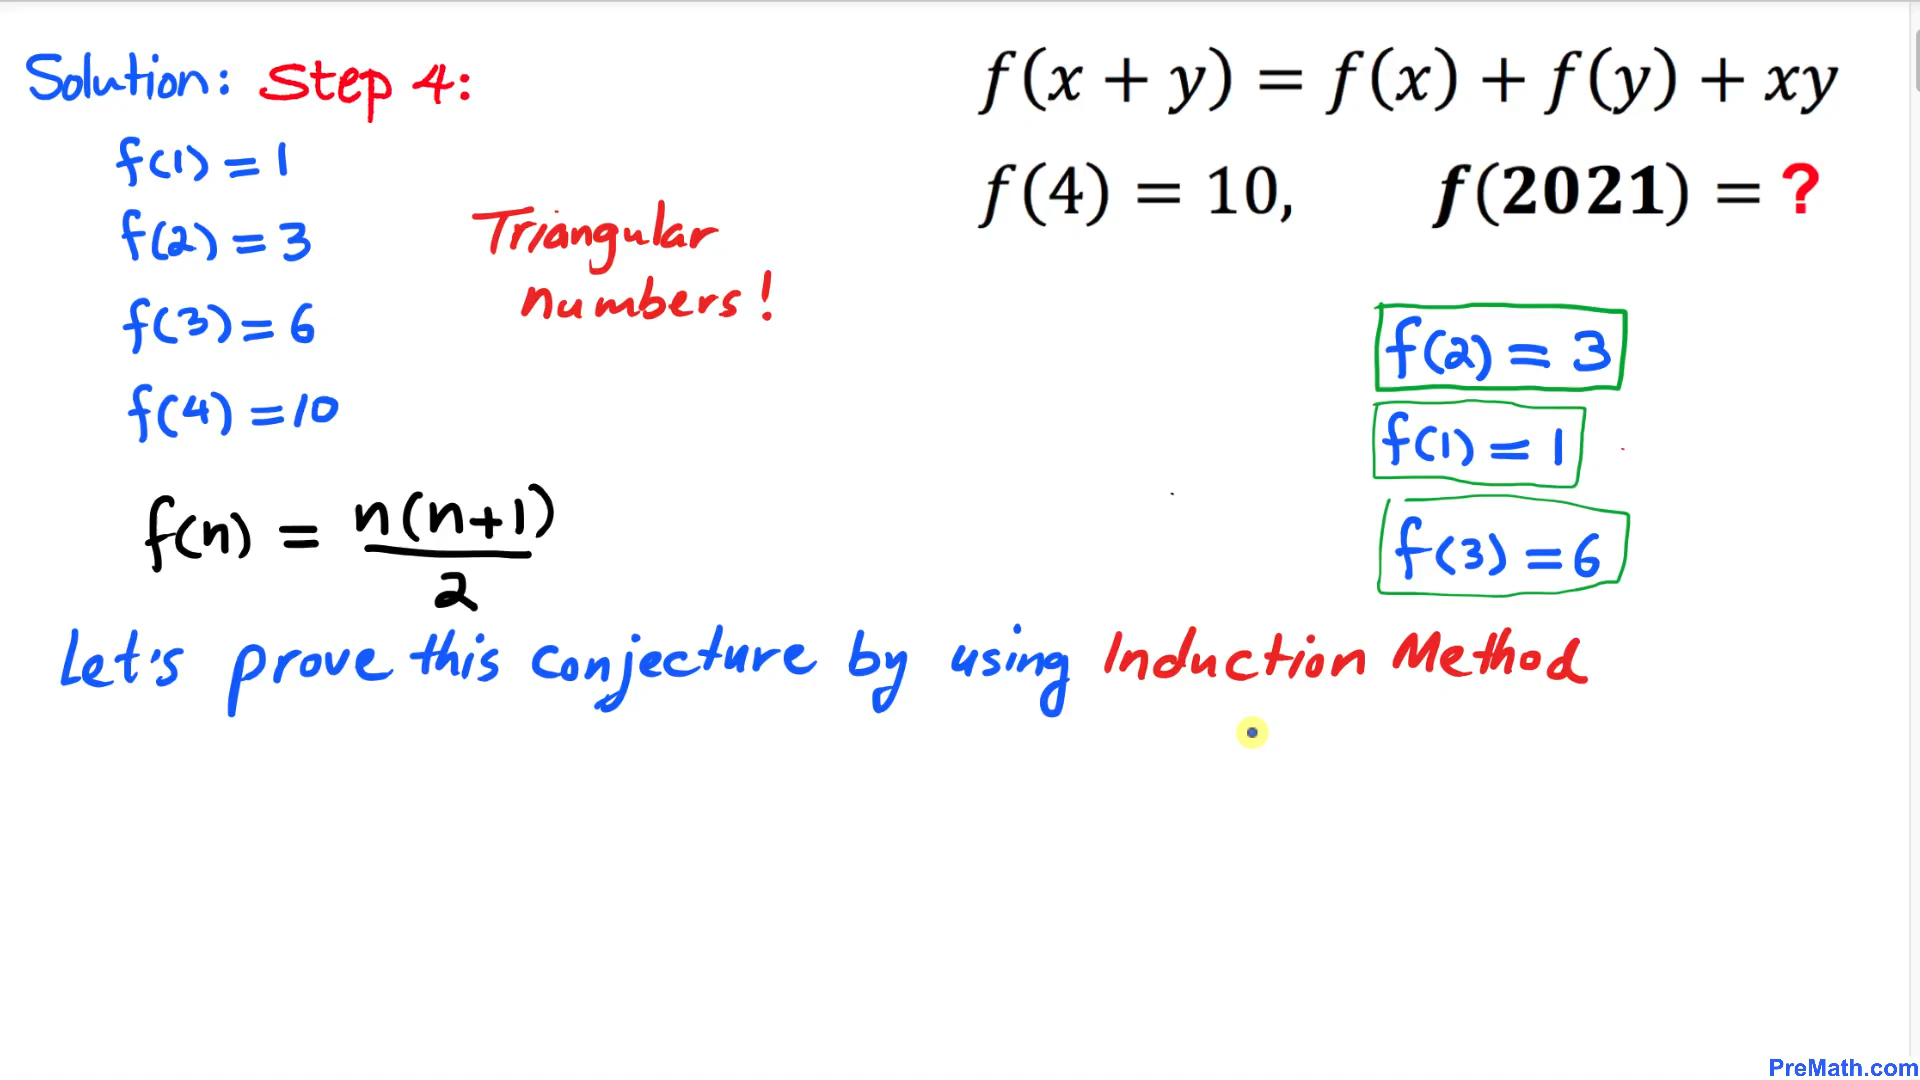 Solution: Step 4:
f(x + y) = f(x) + f(y) + xy
f(4) = 10, f(2021) = ?
f(1) = 1
f(2) = 3
f(3) = 6
f(4) = 10
Triangular
numbers!
f(2) = 3
f(1) = 1
f(3) = 6
f(n) = n(n+1)/2
Let's prove this conjecture by using Induction Method
PreMath.com